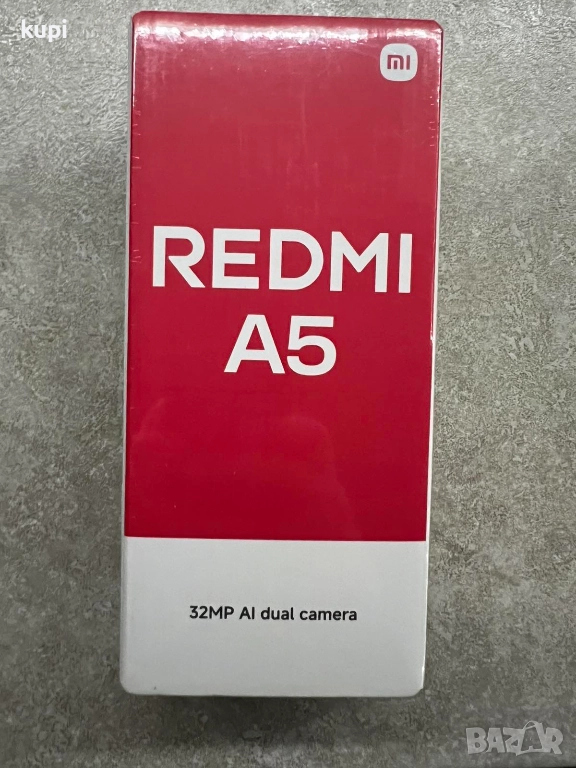 kupi
mi
REDMI
A5
32MP AI dual camera
BAZAR